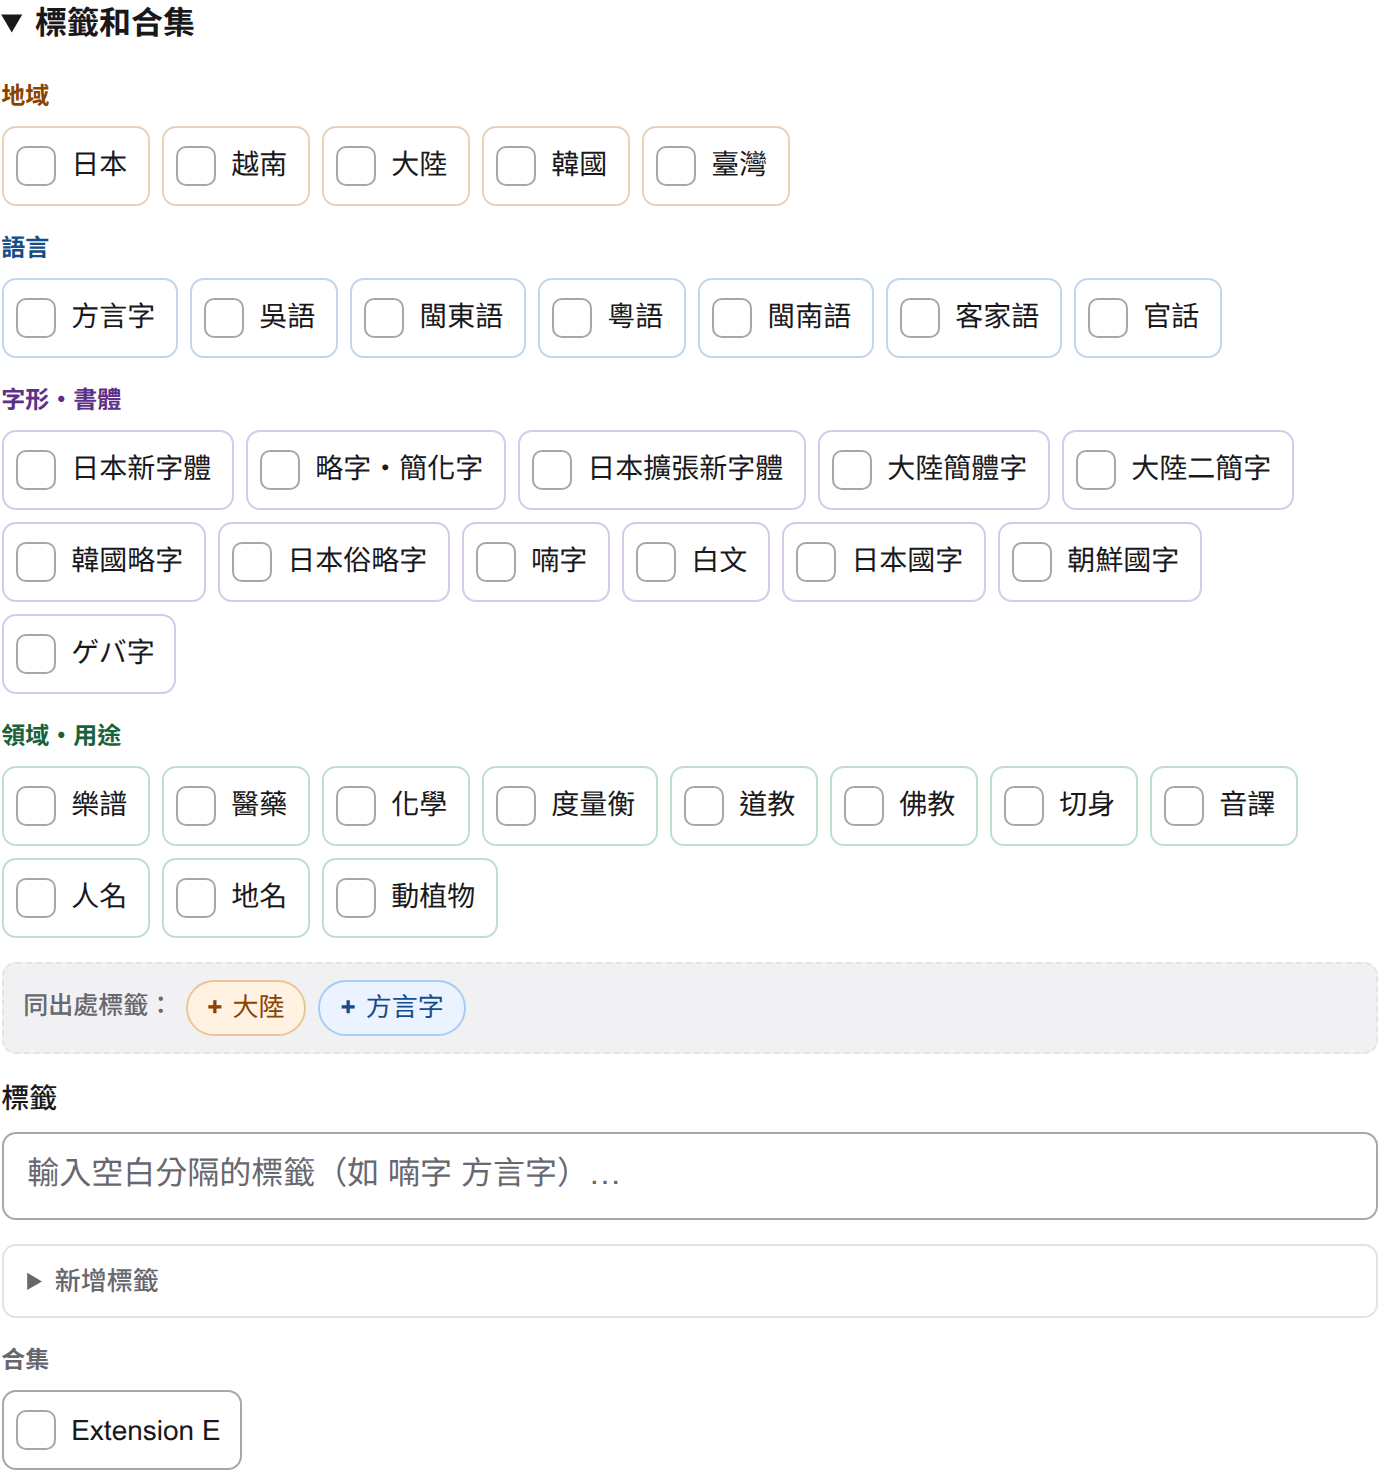 ▼ 標籤和合集
地域
日本 越南 大陸 韓國 臺灣
語言
方言字 吳語 閩東語 粵語 閩南語 客家語 官話
字形・書體
日本新字體 略字・簡化字 日本擴張新字體 大陸簡體字 大陸二簡字
韓國略字 日本俗略字 喃字 白文 日本國字 朝鮮國字
ゲバ字
領域・用途
樂譜 醫藥 化學 度量衡 道教 佛教 切身 音譯
人名 地名 動植物
同出處標籤： + 大陸 + 方言字
標籤
輸入空白分隔的標籤（如 喃字 方言字）…
▶ 新增標籤
合集
Extension E